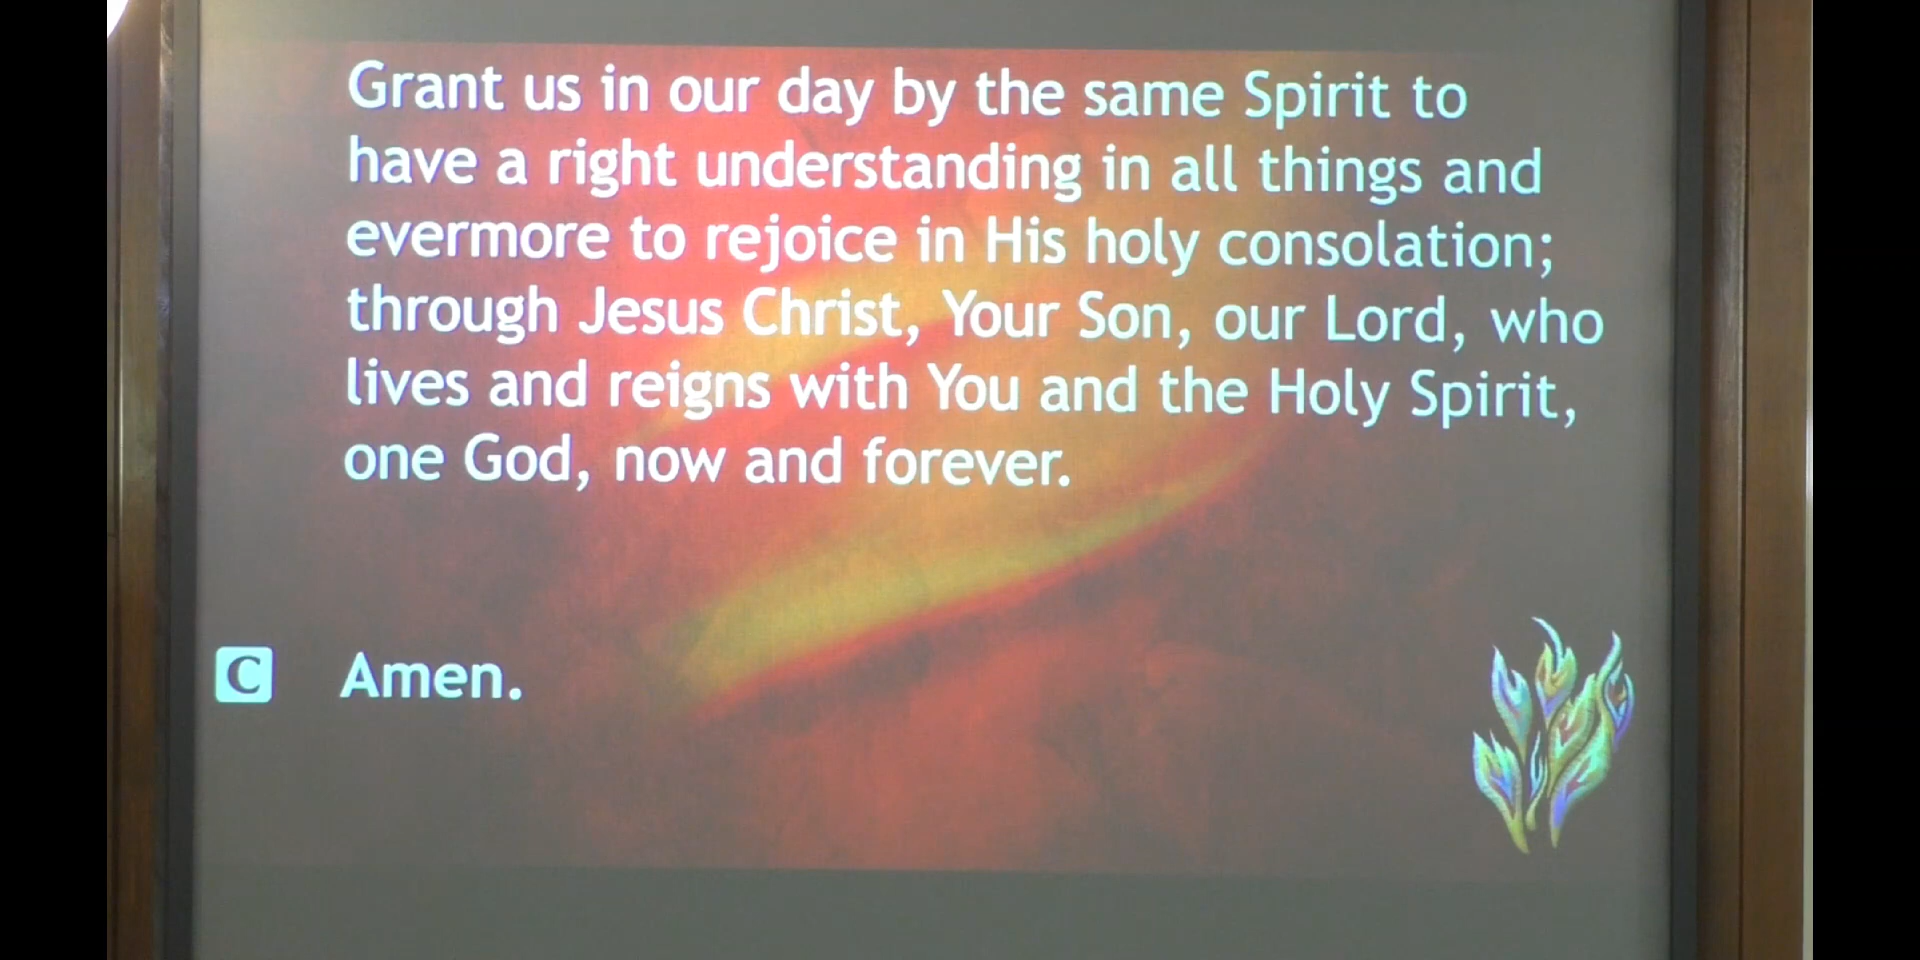 Grant us in our day by the same Spirit to
have a right understanding in all things and
evermore to rejoice in His holy consolation;
through Jesus Christ, Your Son, our Lord, who
lives and reigns with You and the Holy Spirit,
one God, now and forever.
C Amen.